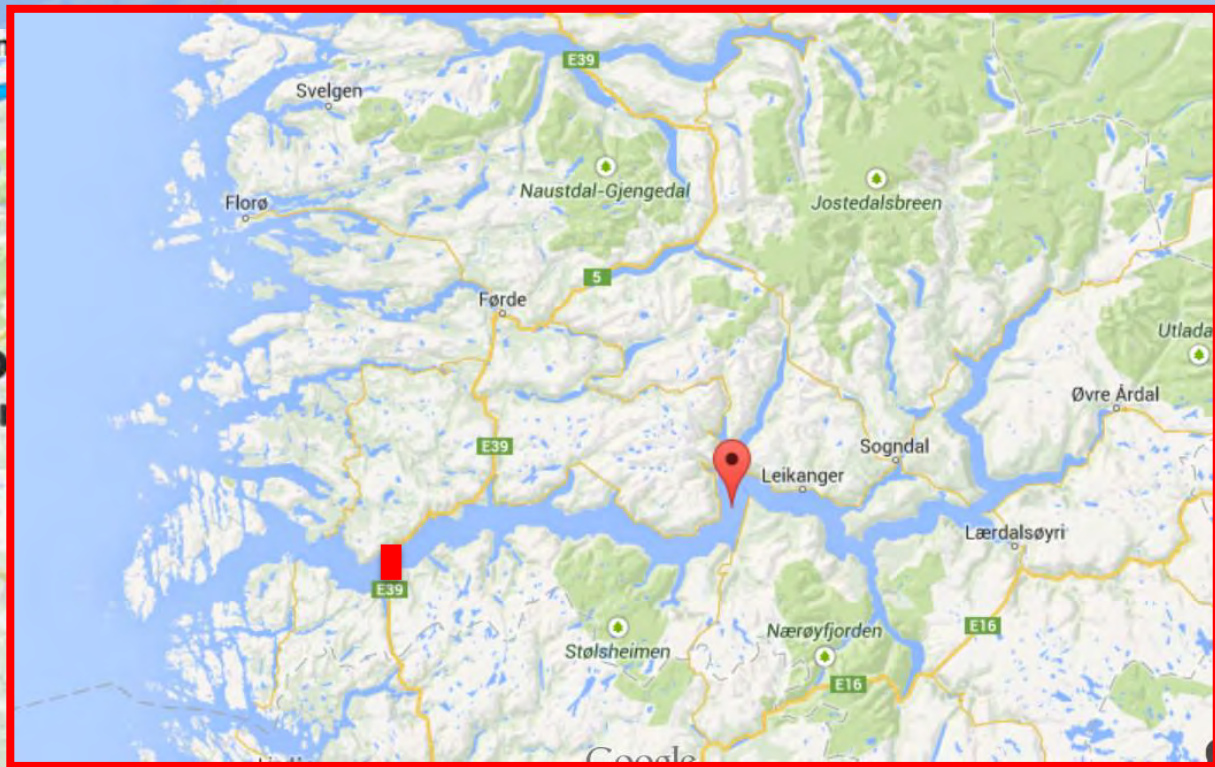 E39
Svelgen
Naustdal-Gjengedal
Jostedalsbreen
Florø
5
Førde
Utlada
Øvre Årdal
E39
Sogndal
Leikanger
Lærdalsøyri
E39
Nærøyfjorden
E16
Stølsheimen
E16
Google